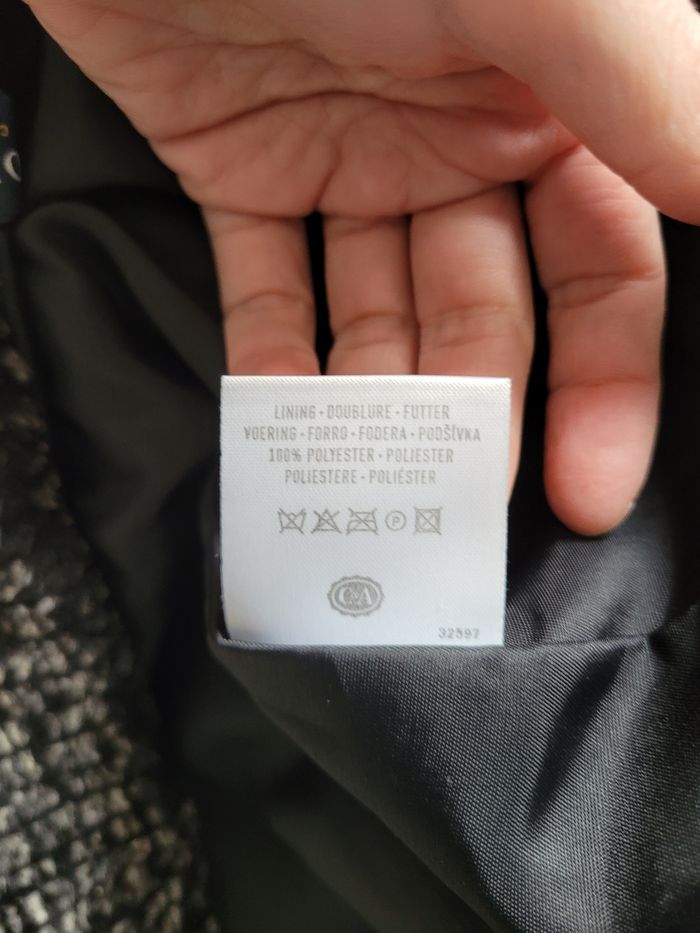 LINING · DOUBLURE · FUTTER
VOERING · FORRO · FODERA · PODŠÍVKA
100% POLYESTER · POLIESTER
POLIESTERE · POLIÉSTER
P
C&A
32597